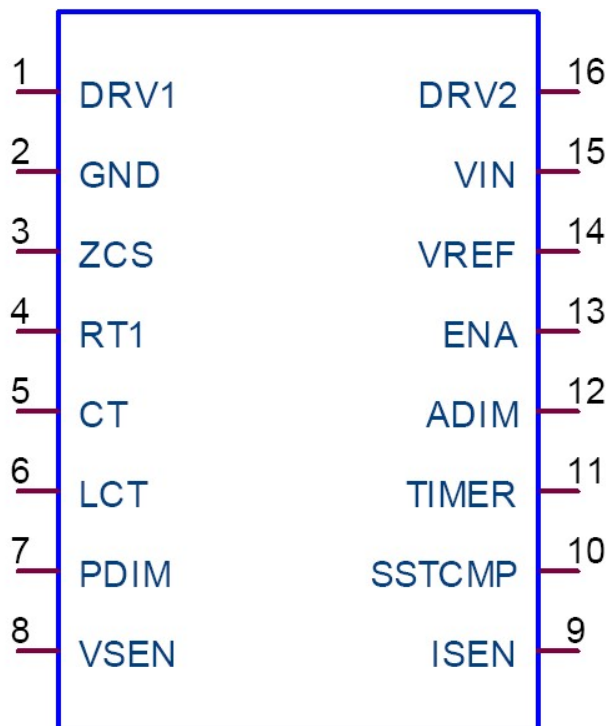 1 DRV1 DRV2 16
2 GND VIN 15
3 ZCS VREF 14
4 RT1 ENA 13
5 CT ADIM 12
6 LCT TIMER 11
7 PDIM SSTCMP 10
8 VSEN ISEN 9